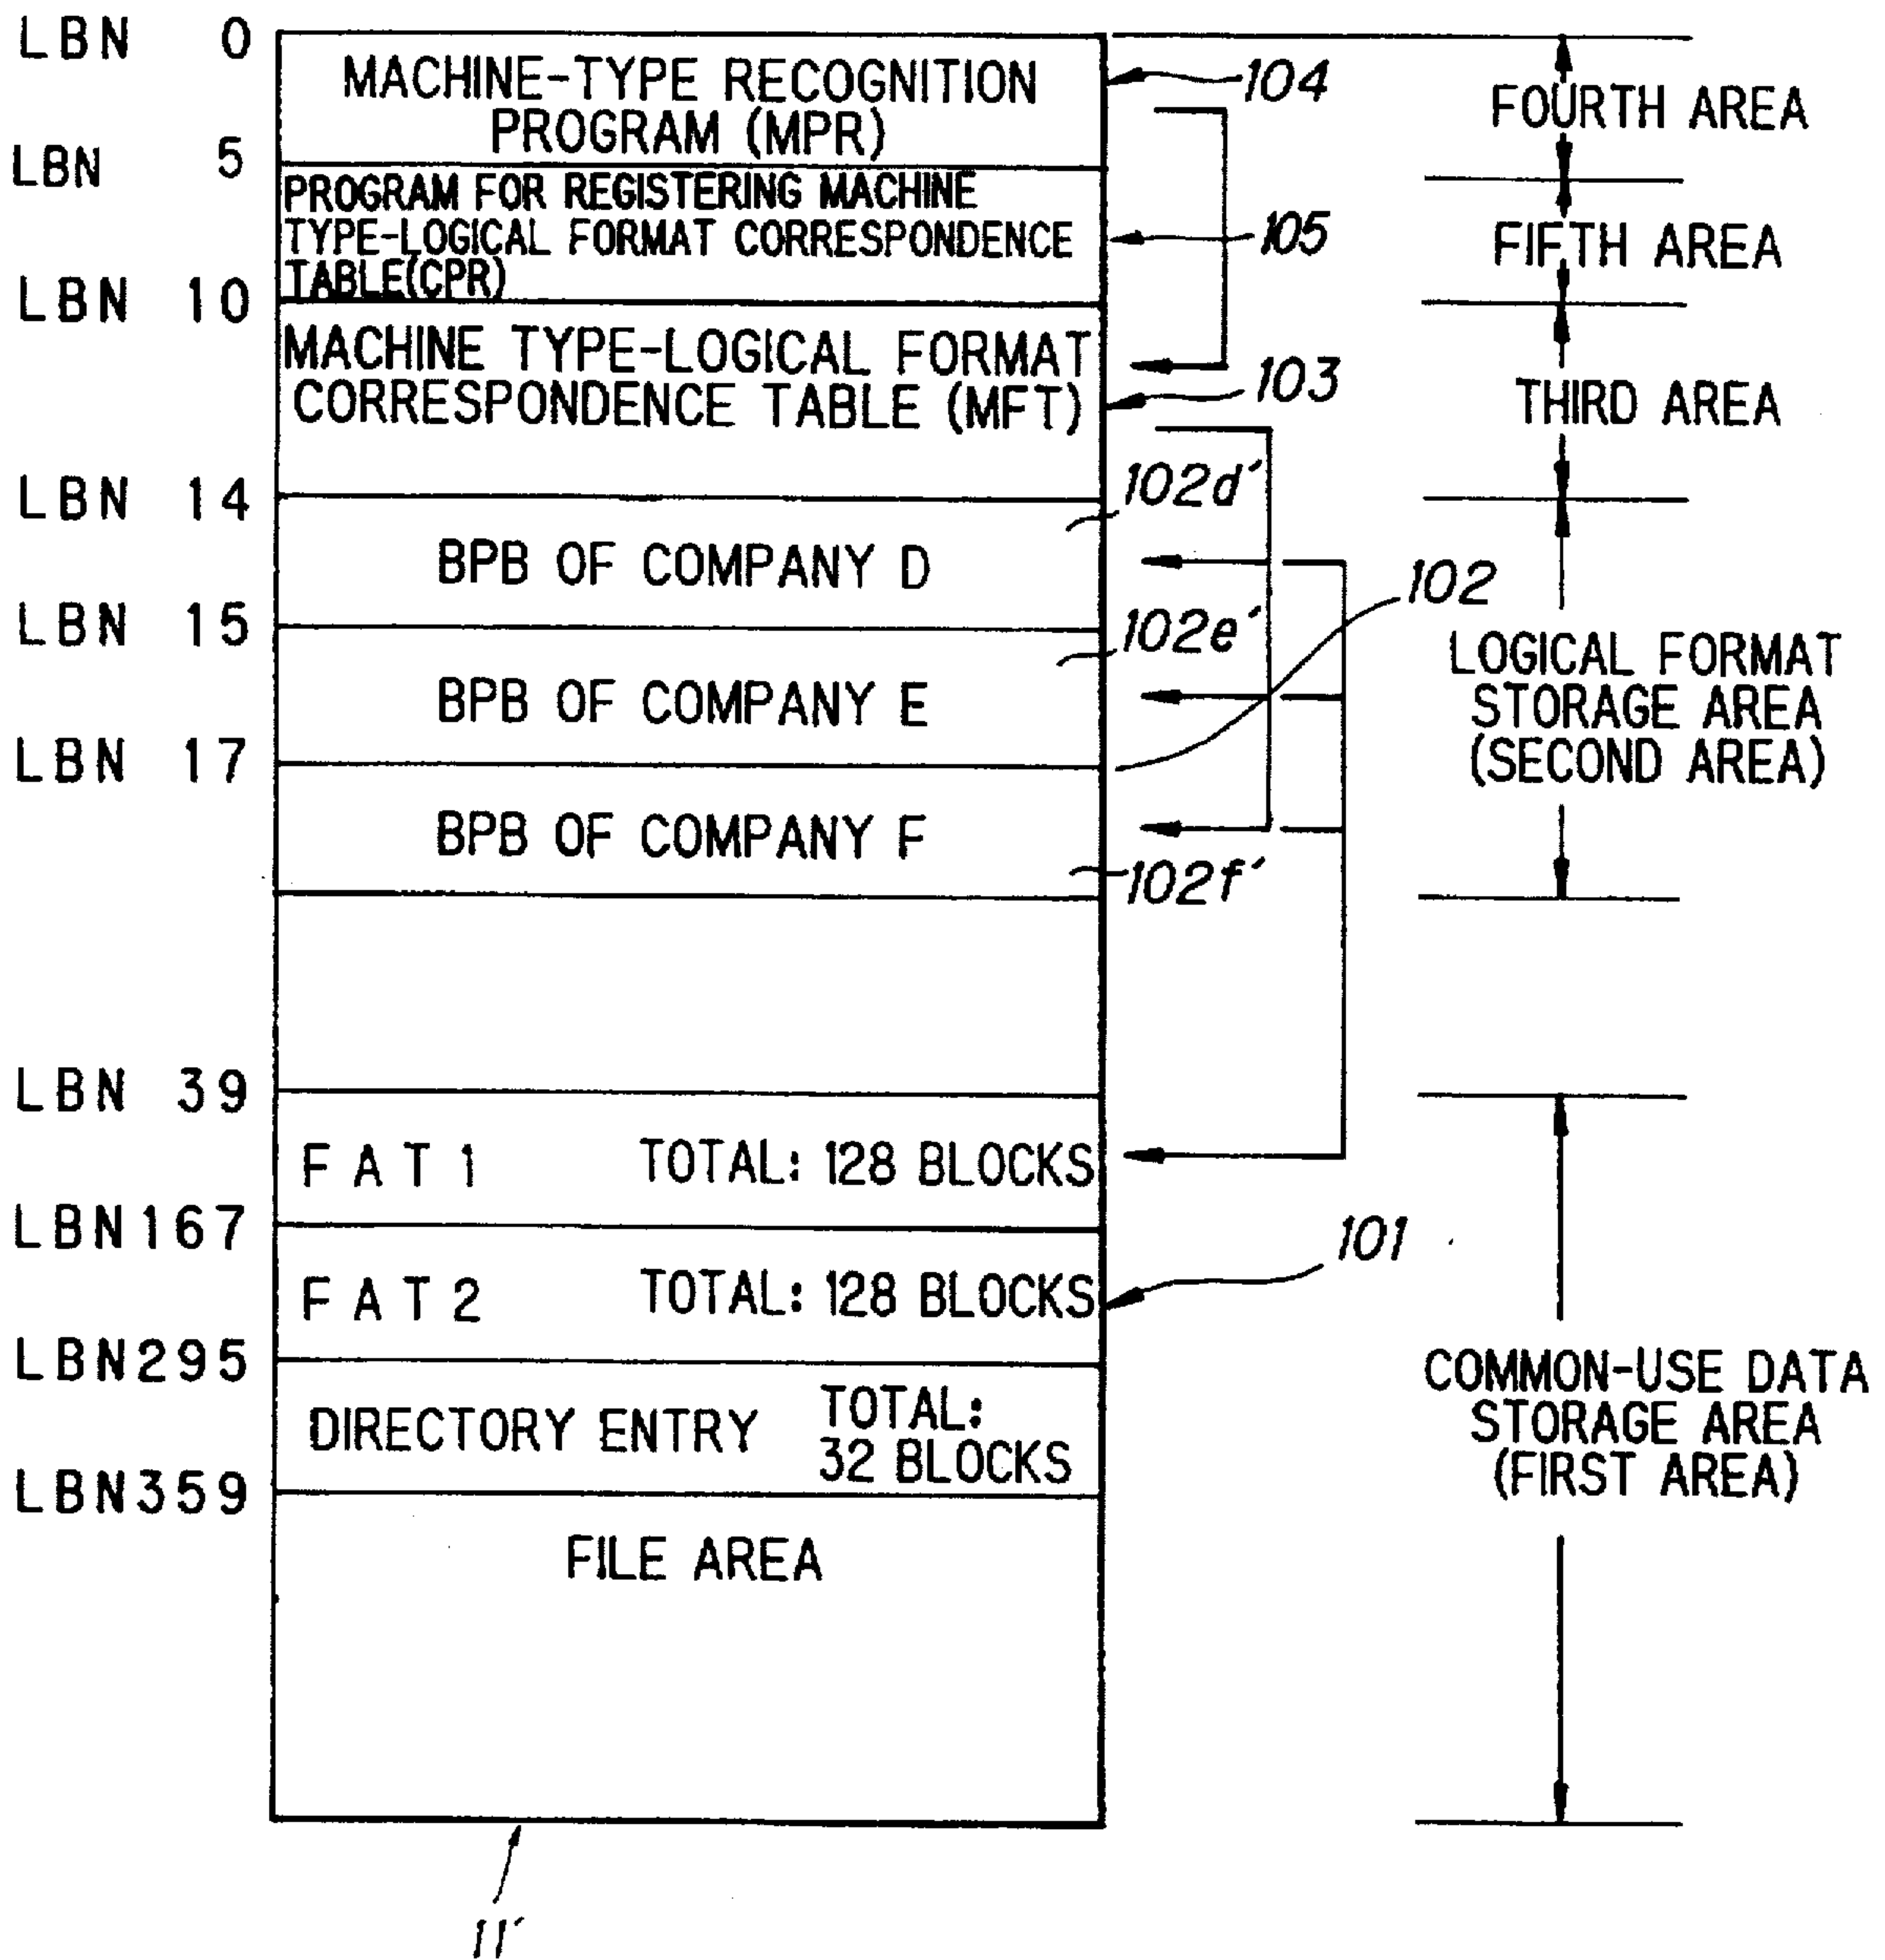 LBN 0
MACHINE-TYPE RECOGNITION
PROGRAM (MPR)
104
FOURTH AREA
LBN 5
PROGRAM FOR REGISTERING MACHINE
TYPE-LOGICAL FORMAT CORRESPONDENCE
TABLE(CPR)
105
FIFTH AREA
LBN 10
MACHINE TYPE-LOGICAL FORMAT
CORRESPONDENCE TABLE (MFT)
103
THIRD AREA
LBN 14
102d'
BPB OF COMPANY D
102
LBN 15
102e'
BPB OF COMPANY E
LOGICAL FORMAT
STORAGE AREA
(SECOND AREA)
LBN 17
BPB OF COMPANY F
102f'
LBN 39
FAT1 TOTAL: 128 BLOCKS
LBN167
FAT2 TOTAL: 128 BLOCKS
101
LBN295
DIRECTORY ENTRY TOTAL:
32 BLOCKS
COMMON-USE DATA
STORAGE AREA
(FIRST AREA)
LBN359
FILE AREA
11'